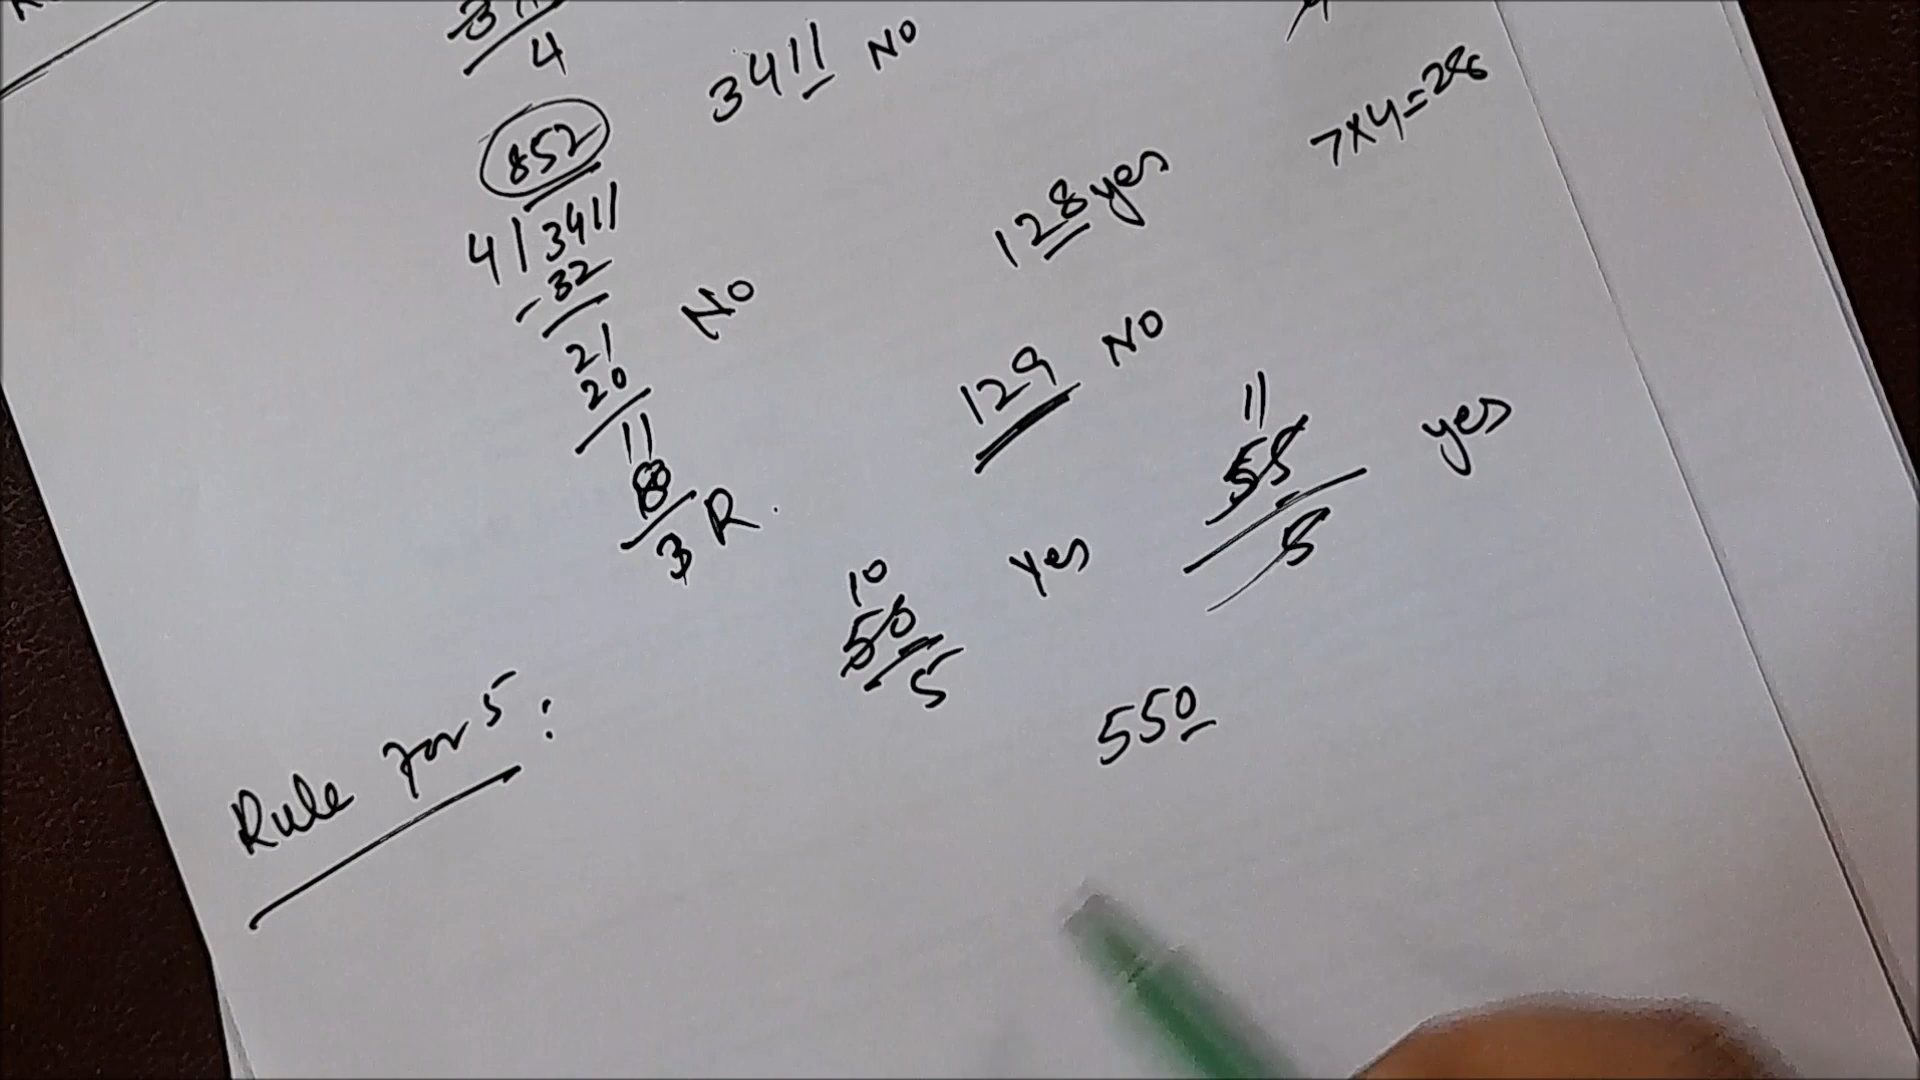 4
3411 NO
7x4=28
852
4|3411
-32
21
20
11
8
3 R.
No
128 yes
129 NO
11
55
5
yes
10
50
5
Yes
Rule for 5:
550